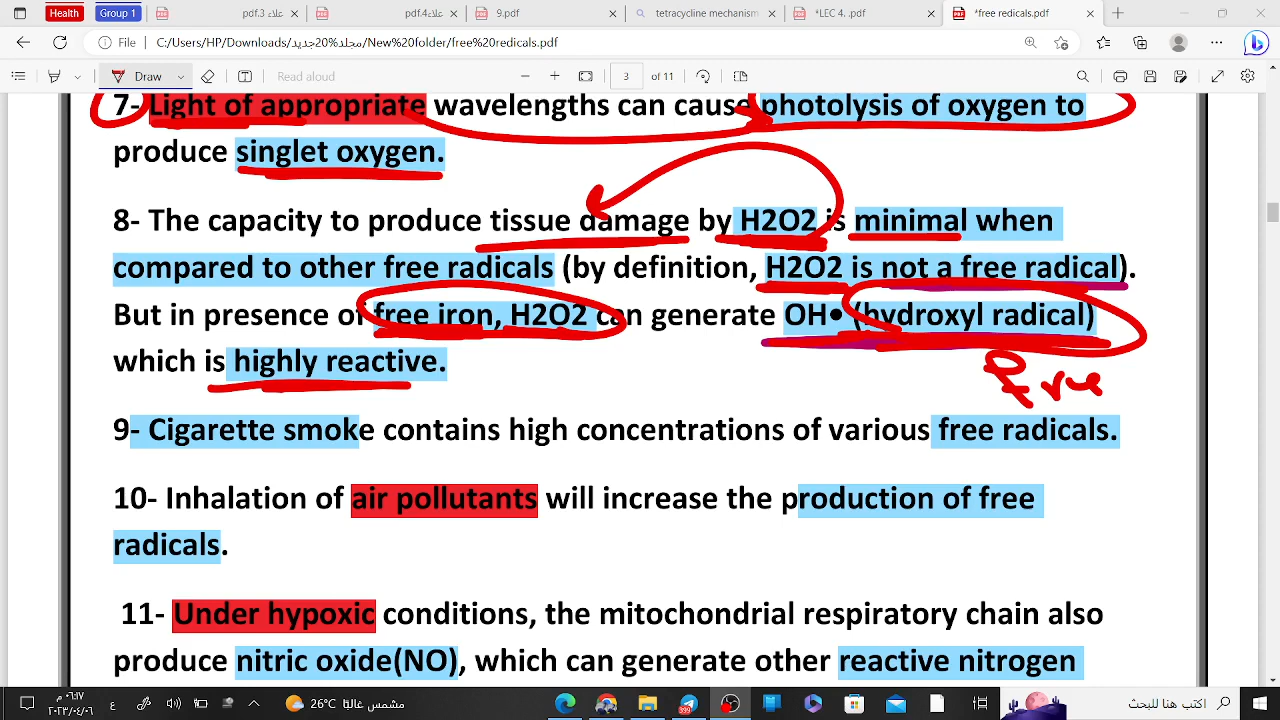 Health
Group 1
علاء 3.pdf
علاء4.pdf
9.pdf
tetracycline mechanism
*LEC 4. .pdf
*free redicals.pdf
File C:/Users/HP/Downloads/مجلد%20جديد/New%20folder/free%20redicals.pdf
Draw
Read aloud
3 of 11
7- Light of appropriate wavelengths can cause photolysis of oxygen to
produce singlet oxygen.
8- The capacity to produce tissue damage by H2O2 is minimal when
compared to other free radicals (by definition, H2O2 is not a free radical).
But in presence of free iron, H2O2 can generate OH• (hydroxyl radical)
which is highly reactive.
9- Cigarette smoke contains high concentrations of various free radicals.
10- Inhalation of air pollutants will increase the production of free
radicals.
11- Under hypoxic conditions, the mitochondrial respiratory chain also
produce nitric oxide(NO), which can generate other reactive nitrogen
٢٠٢٣/٠٤/٠٦
ع
26°C مشمس غالبًا
399
اكتب هنا للبحث